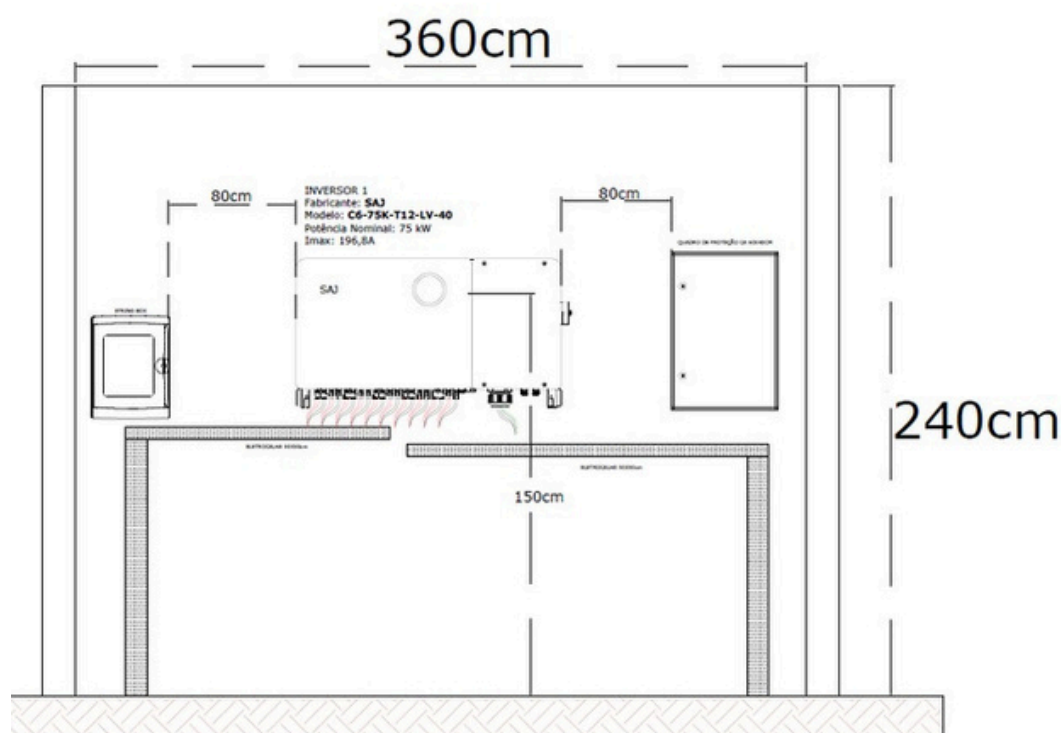 360cm
80cm
INVERSOR 1
Fabricante: SAJ
Modelo: C6-75K-T12-LV-40
Potência Nominal: 75 kW
Imax: 196,8A
80cm
QUADRO DE PROTEÇÃO DO INVERSOR
SAJ
STRING BOX
240cm
150cm